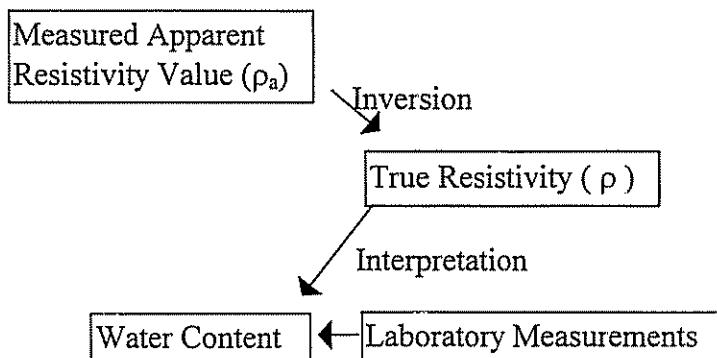 Measured Apparent
Resistivity Value (ρₐ)
Inversion
True Resistivity ( ρ )
Interpretation
Water Content
Laboratory Measurements